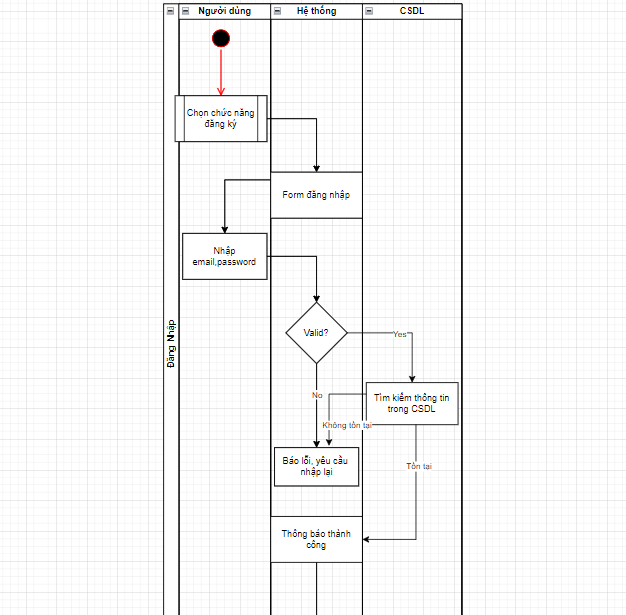 Người dùng
Hệ thống
CSDL
Chọn chức năng
đăng ký
Form đăng nhập
Nhập
email,password
Valid?
Yes
Đăng Nhập
Tìm kiếm thông tin
trong CSDL
No
Không tồn tại
Báo lỗi, yêu cầu
nhập lại
Tồn tại
Thông báo thành
công